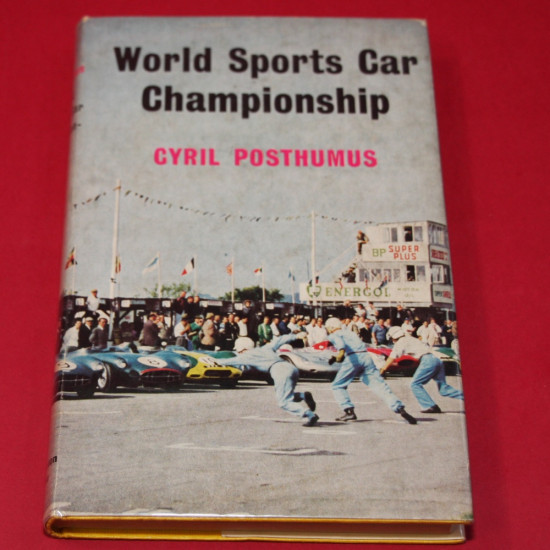 World Sports Car
Championship
CYRIL POSTHUMUS
BP SUPER
PLUS
ENERGOL